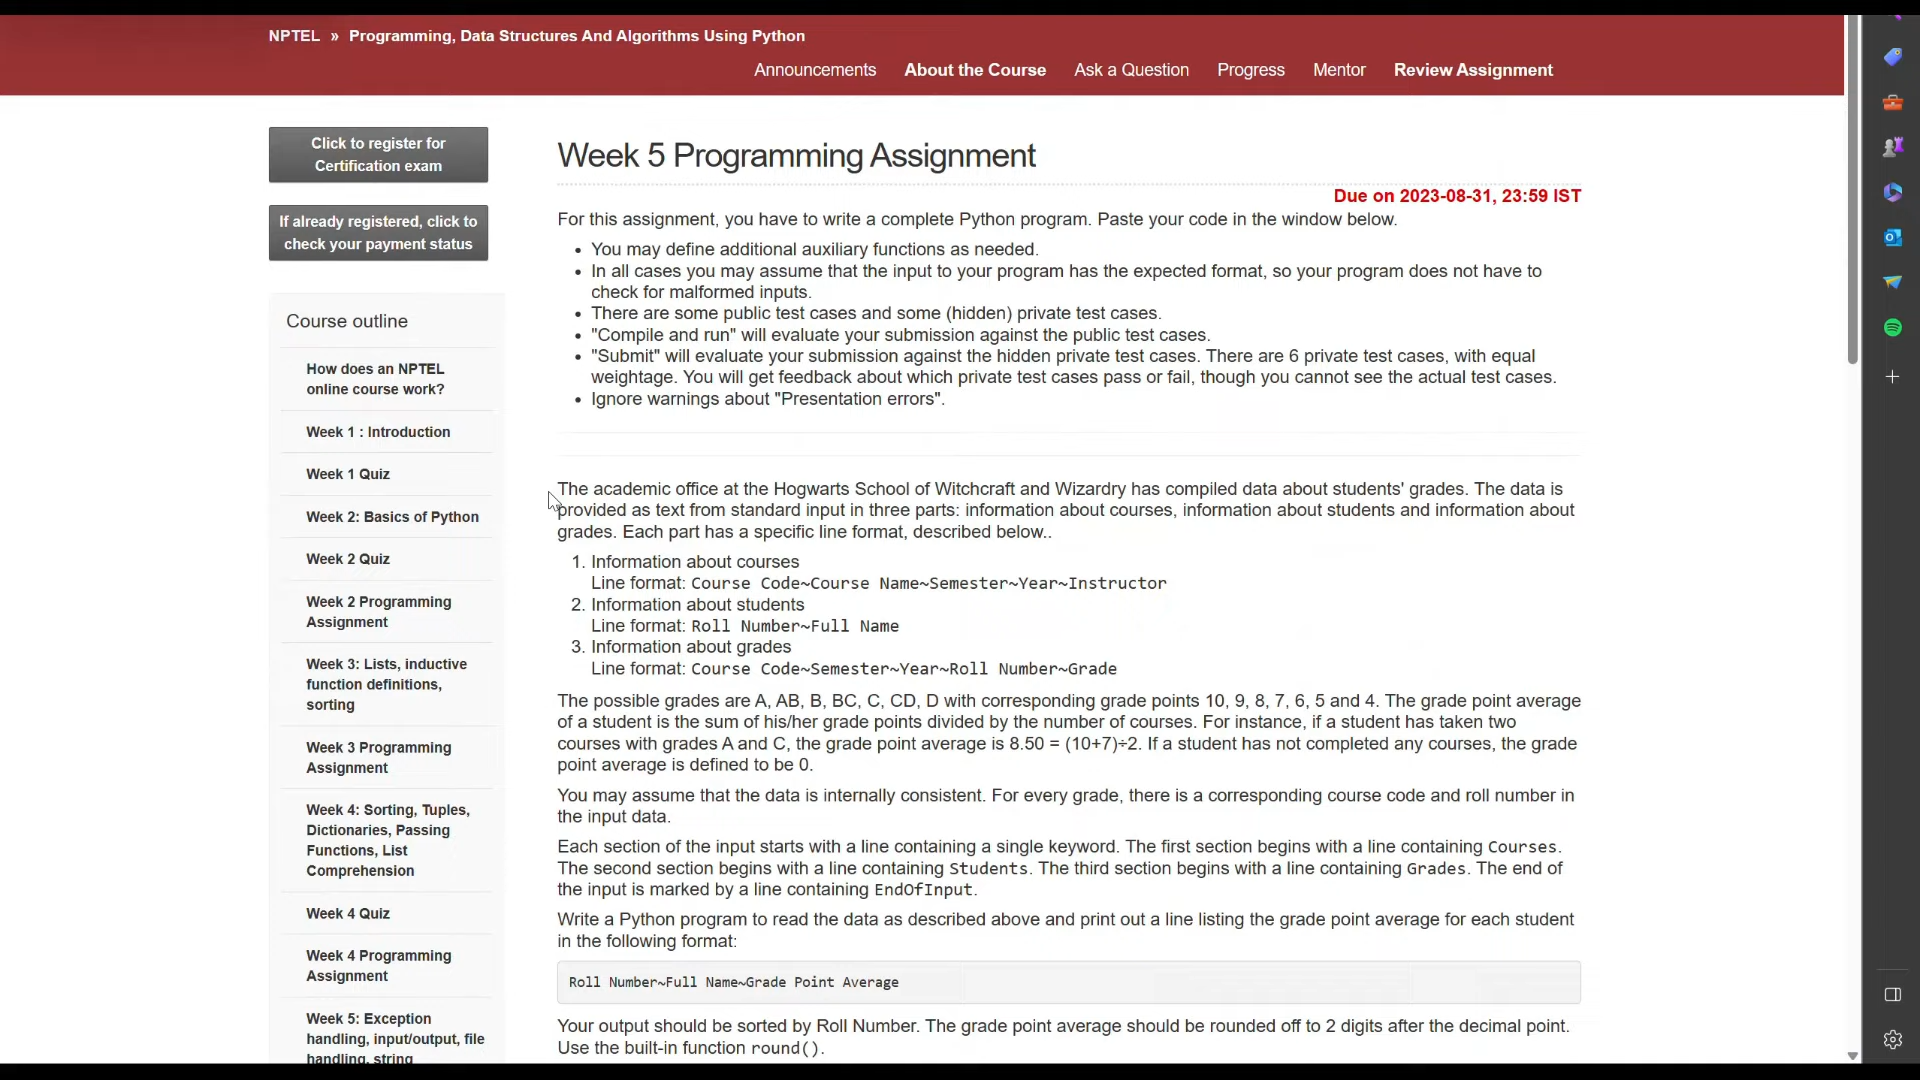 NPTEL » Programming, Data Structures And Algorithms Using Python
Announcements About the Course Ask a Question Progress Mentor Review Assignment
Click to register for
Certification exam
If already registered, click to
check your payment status
Course outline
How does an NPTEL
online course work?
Week 1 : Introduction
Week 1 Quiz
Week 2: Basics of Python
Week 2 Quiz
Week 2 Programming
Assignment
Week 3: Lists, inductive
function definitions,
sorting
Week 3 Programming
Assignment
Week 4: Sorting, Tuples,
Dictionaries, Passing
Functions, List
Comprehension
Week 4 Quiz
Week 4 Programming
Assignment
Week 5: Exception
handling, input/output, file
handling, string
Week 5 Programming Assignment
Due on 2023-08-31, 23:59 IST
For this assignment, you have to write a complete Python program. Paste your code in the window below.
• You may define additional auxiliary functions as needed.
• In all cases you may assume that the input to your program has the expected format, so your program does not have to
check for malformed inputs.
• There are some public test cases and some (hidden) private test cases.
• "Compile and run" will evaluate your submission against the public test cases.
• "Submit" will evaluate your submission against the hidden private test cases. There are 6 private test cases, with equal
weightage. You will get feedback about which private test cases pass or fail, though you cannot see the actual test cases.
• Ignore warnings about "Presentation errors".
The academic office at the Hogwarts School of Witchcraft and Wizardry has compiled data about students' grades. The data is
provided as text from standard input in three parts: information about courses, information about students and information about
grades. Each part has a specific line format, described below..
1. Information about courses
Line format: Course Code~Course Name~Semester~Year~Instructor
2. Information about students
Line format: Roll Number~Full Name
3. Information about grades
Line format: Course Code~Semester~Year~Roll Number~Grade
The possible grades are A, AB, B, BC, C, CD, D with corresponding grade points 10, 9, 8, 7, 6, 5 and 4. The grade point average
of a student is the sum of his/her grade points divided by the number of courses. For instance, if a student has taken two
courses with grades A and C, the grade point average is 8.50 = (10+7)÷2. If a student has not completed any courses, the grade
point average is defined to be 0.
You may assume that the data is internally consistent. For every grade, there is a corresponding course code and roll number in
the input data.
Each section of the input starts with a line containing a single keyword. The first section begins with a line containing Courses.
The second section begins with a line containing Students. The third section begins with a line containing Grades. The end of
the input is marked by a line containing EndOfInput.
Write a Python program to read the data as described above and print out a line listing the grade point average for each student
in the following format:
Roll Number~Full Name~Grade Point Average
Your output should be sorted by Roll Number. The grade point average should be rounded off to 2 digits after the decimal point.
Use the built-in function round().